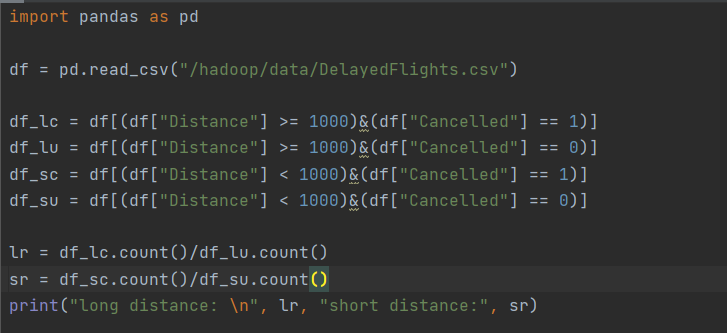 import pandas as pd
df = pd.read_csv("/hadoop/data/DelayedFlights.csv")
df_lc = df[(df["Distance"] >= 1000)&(df["Cancelled"] == 1)]
df_lu = df[(df["Distance"] >= 1000)&(df["Cancelled"] == 0)]
df_sc = df[(df["Distance"] < 1000)&(df["Cancelled"] == 1)]
df_su = df[(df["Distance"] < 1000)&(df["Cancelled"] == 0)]
lr = df_lc.count()/df_lu.count()
sr = df_sc.count()/df_su.count()
print("long distance: \n", lr, "short distance:", sr)